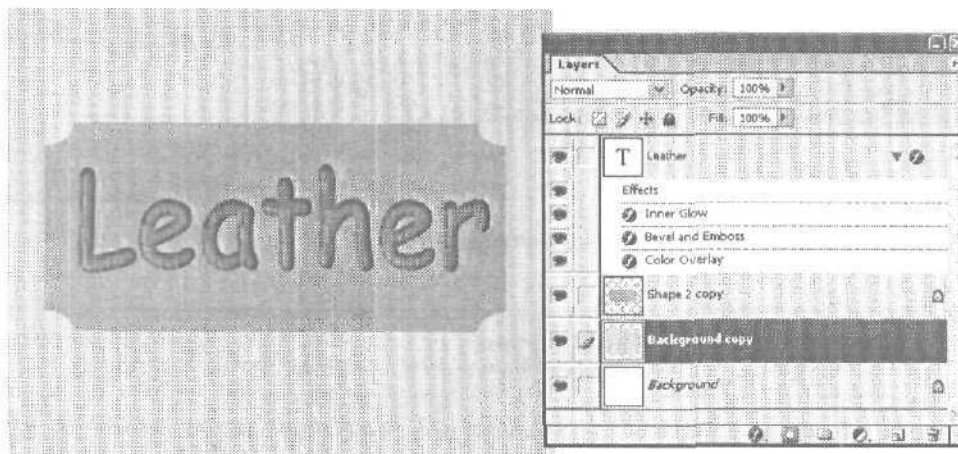 Leather
Layers
Normal Opacity: 100%
Lock: Fill: 100%
T Leather
Effects
Inner Glow
Bevel and Emboss
Color Overlay
Shape 2 copy
Background copy
Background